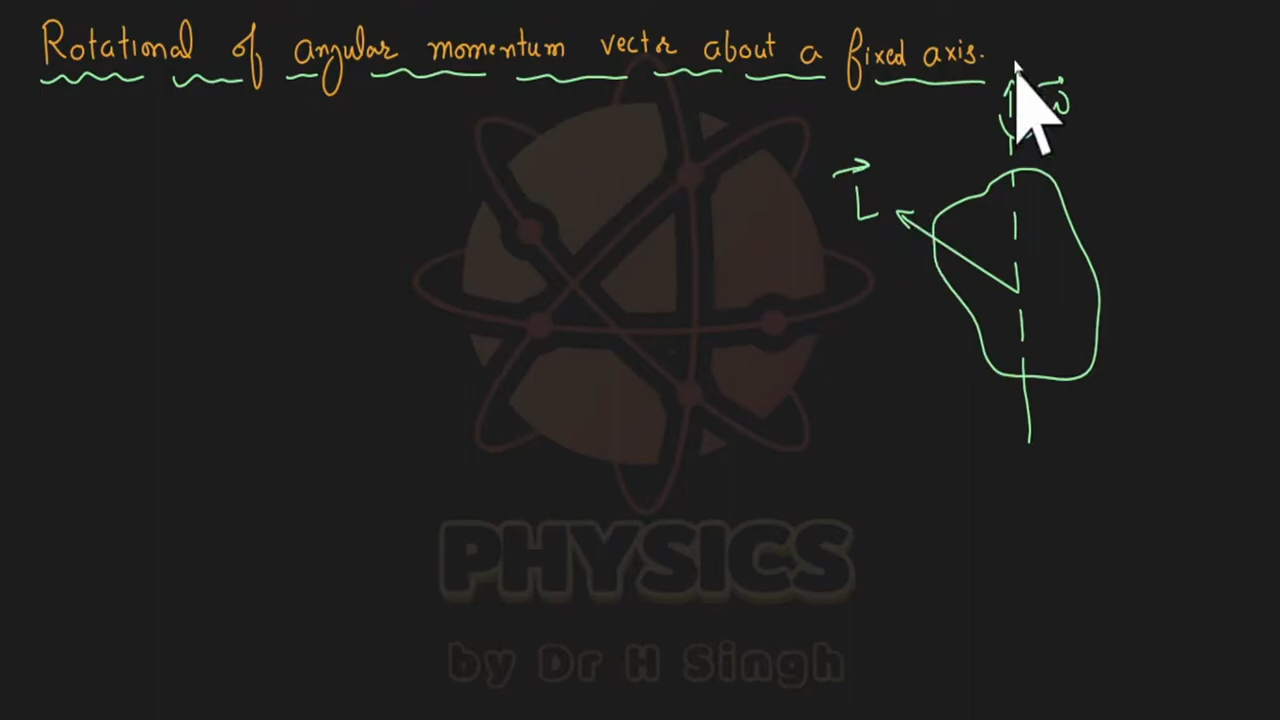 Rotational of angular momentum vector about a fixed axis.
ω
L
PHYSICS
by Dr H Singh